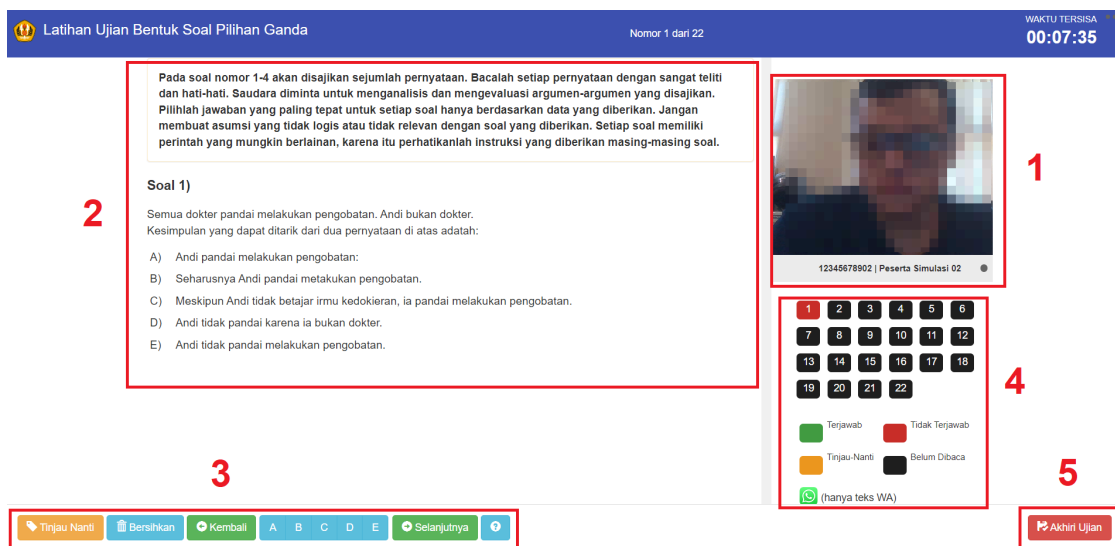 Latihan Ujian Bentuk Soal Pilihan Ganda
Nomor 1 dari 22
WAKTU TERSISA
00:07:35
Pada soal nomor 1-4 akan disajikan sejumlah pernyataan. Bacalah setiap pernyataan dengan sangat teliti
dan hati-hati. Saudara diminta untuk menganalisis dan mengevaluasi argumen-argumen yang disajikan.
Pilihlah jawaban yang paling tepat untuk setiap soal hanya berdasarkan data yang diberikan. Jangan
membuat asumsi yang tidak logis atau tidak relevan dengan soal yang diberikan. Setiap soal memiliki
perintah yang mungkin berlainan, karena itu perhatikanlah instruksi yang diberikan masing-masing soal.
Soal 1)
2
Semua dokter pandai melakukan pengobatan. Andi bukan dokter.
Kesimpulan yang dapat ditarik dari dua pernyataan di atas adatah:
A) Andi pandai melakukan pengobatan:
B) Seharusnya Andi pandai metakukan pengobatan.
C) Meskipun Andi tidak betajar irmu kedokieran, ia pandai melakukan pengobatan.
D) Andi tidak pandai karena ia bukan dokter.
E) Andi tidak pandai melakukan pengobatan.
1
12345678902 | Peserta Simulasi 02
1 2 3 4 5 6
7 8 9 10 11 12
13 14 15 16 17 18
19 20 21 22
4
Terjawab Tidak Terjawab
Tinjau-Nanti Belum Dibaca
(hanya teks WA)
3
Tinjau Nanti Bersihkan Kembali A B C D E Selanjutnya ?
5
Akhiri Ujian